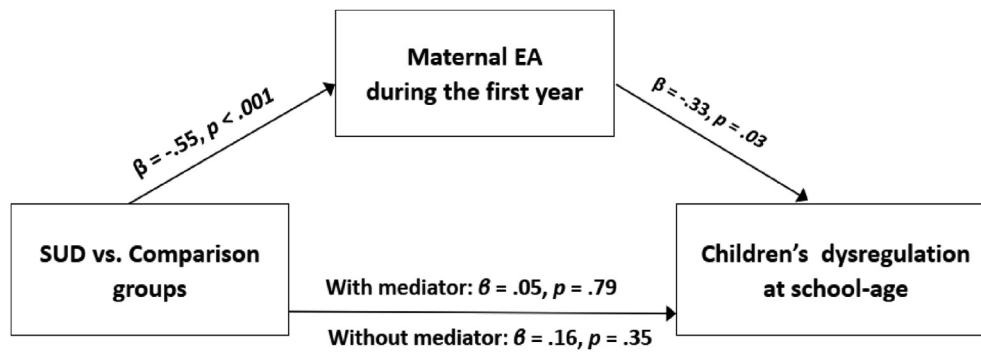 Maternal EA
during the first year
β = -.55, p < .001
β = -.33, p = .03
SUD vs. Comparison
groups
Children’s dysregulation
at school-age
With mediator: β = .05, p = .79
Without mediator: β = .16, p = .35